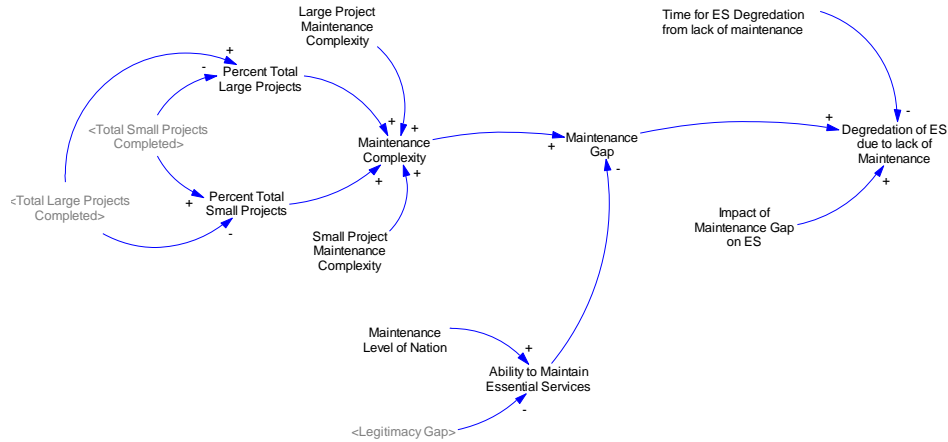 Large Project
Maintenance
Complexity
Time for ES Degredation
from lack of maintenance
+
-
Percent Total
Large Projects
<Total Small Projects
Completed>
+
+
Maintenance
Complexity
+
+
+
Maintenance
Gap
-
+
-
Degredation of ES
due to lack of
Maintenance
+
<Total Large Projects
Completed>
+
Percent Total
Small Projects
-
Small Project
Maintenance
Complexity
Impact of
Maintenance Gap
on ES
Maintenance
Level of Nation
+
Ability to Maintain
Essential Services
-
<Legitimacy Gap>